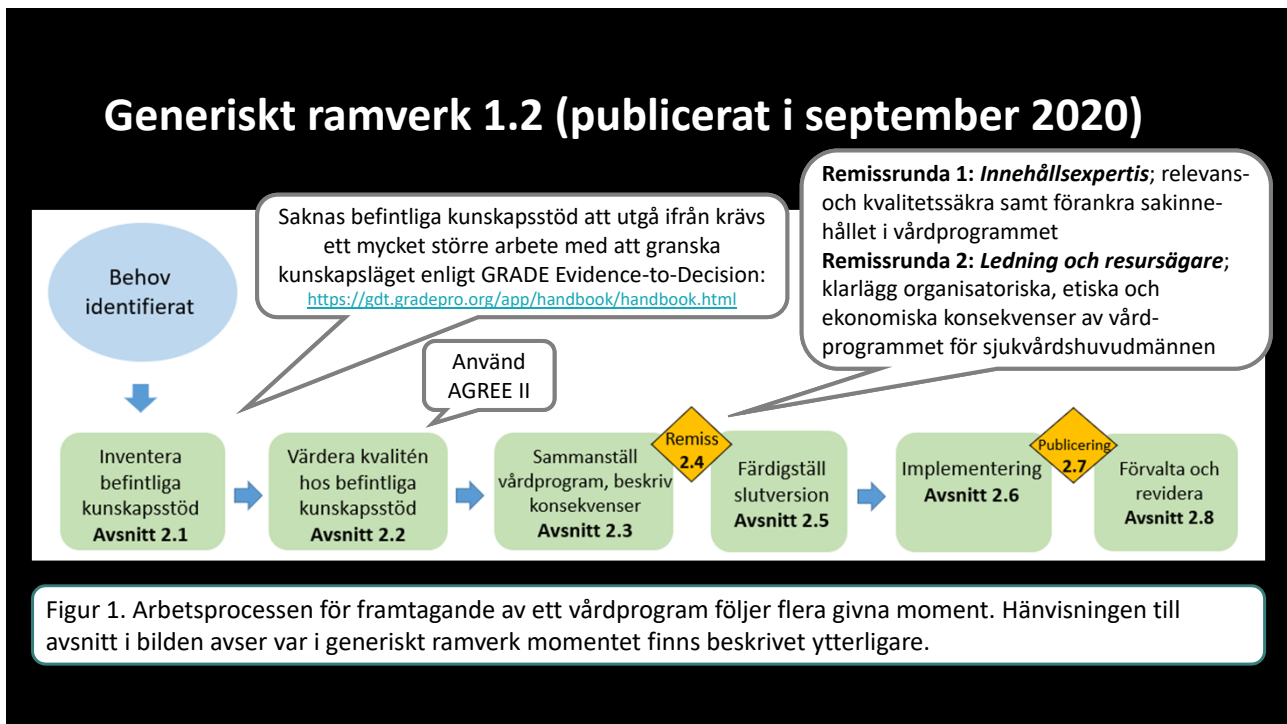 Generiskt ramverk 1.2 (publicerat i september 2020)
Saknas befintliga kunskapsstöd att utgå ifrån krävs
ett mycket större arbete med att granska
kunskapsläget enligt GRADE Evidence-to-Decision:
https://gdt.gradepro.org/app/handbook/handbook.html
Remissrunda 1: Innehållsexpertis; relevans-
och kvalitetssäkra samt förankra sakinne-
hållet i vårdprogrammet
Remissrunda 2: Ledning och resursägare;
klarlägg organisatoriska, etiska och
ekonomiska konsekvenser av vård-
programmet för sjukvårdshuvudmännen
Behov
identifierat
Använd
AGREE II
Inventera
befintliga
kunskapsstöd
Avsnitt 2.1
Värdera kvalitén
hos befintliga
kunskapsstöd
Avsnitt 2.2
Sammanställ
vårdprogram, beskriv
konsekvenser
Avsnitt 2.3
Remiss
2.4
Färdigställ
slutversion
Avsnitt 2.5
Implementering
Avsnitt 2.6
Publicering
2.7
Förvalta och
revidera
Avsnitt 2.8
Figur 1. Arbetsprocessen för framtagande av ett vårdprogram följer flera givna moment. Hänvisningen till
avsnitt i bilden avser var i generiskt ramverk momentet finns beskrivet ytterligare.